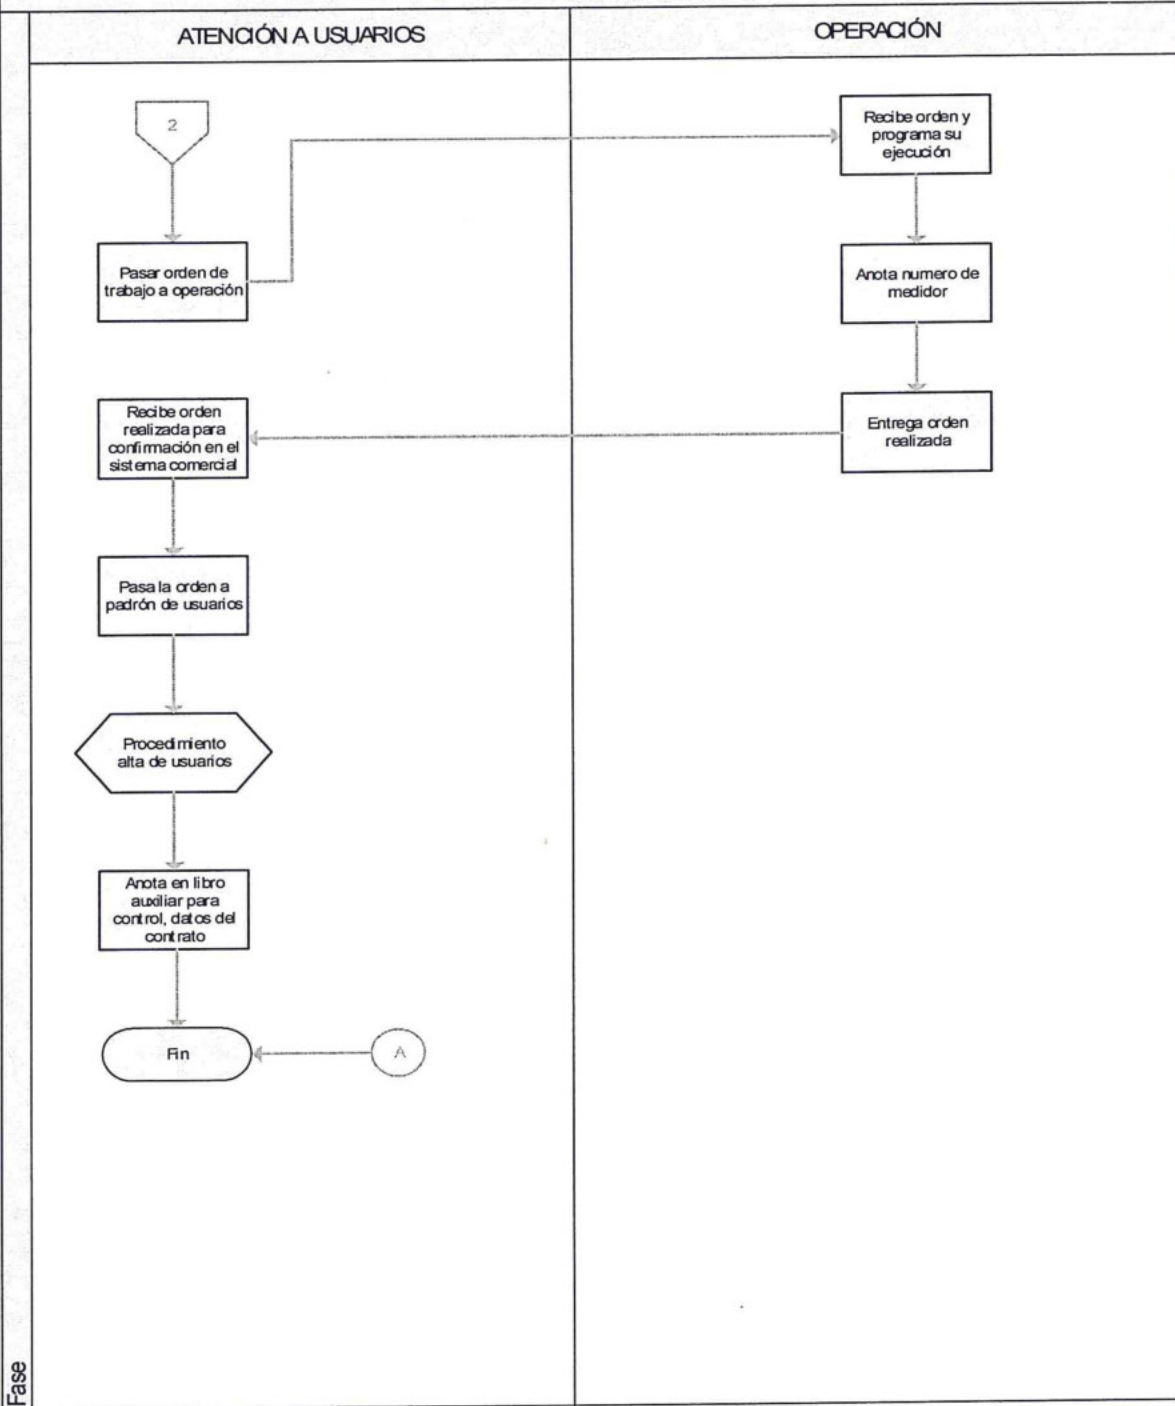 ATENCIÓN A USUARIOS
OPERACIÓN
2
Recibe orden y
programa su
ejecución
Pasar orden de
trabajo a operación
Anota numero de
medidor
Recibe orden
realizada para
confirmación en el
sistema comercial
Entrega orden
realizada
Pasa la orden a
padrón de usuarios
Procedimiento
alta de usuarios
Anota en libro
auxiliar para
control, datos del
contrato
Fin
A
Fase